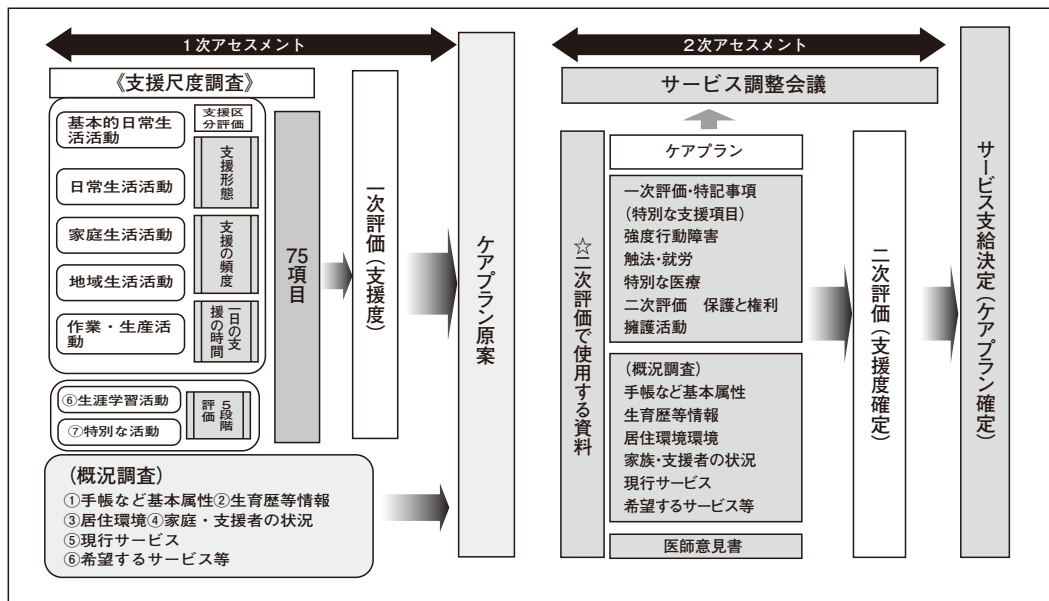 1次アセスメント
《支援尺度調査》
基本的日常生
活活動
日常生活活動
家庭生活活動
地域生活活動
作業・生産活
動
支援区
分評価
支援形態
支援の頻度
一日の支
援の時間
⑥生涯学習活動
⑦特別な活動
5段階
評価
75項目
一次評価(支援度)
(概況調査)
①手帳など基本属性②生育歴等情報
③居住環境④家庭・支援者の状況
⑤現行サービス
⑥希望するサービス等
ケアプラン原案
2次アセスメント
サービス調整会議
☆二次評価で使用する資料
ケアプラン
一次評価・特記事項
(特別な支援項目)
強度行動障害
触法・就労
特別な医療
二次評価 保護と権利
擁護活動
(概況調査)
手帳など基本属性
生育歴等情報
居住環境環境
家族・支援者の状況
現行サービス
希望するサービス等
医師意見書
二次評価(支援度確定)
サービス支給決定(ケアプラン確定)